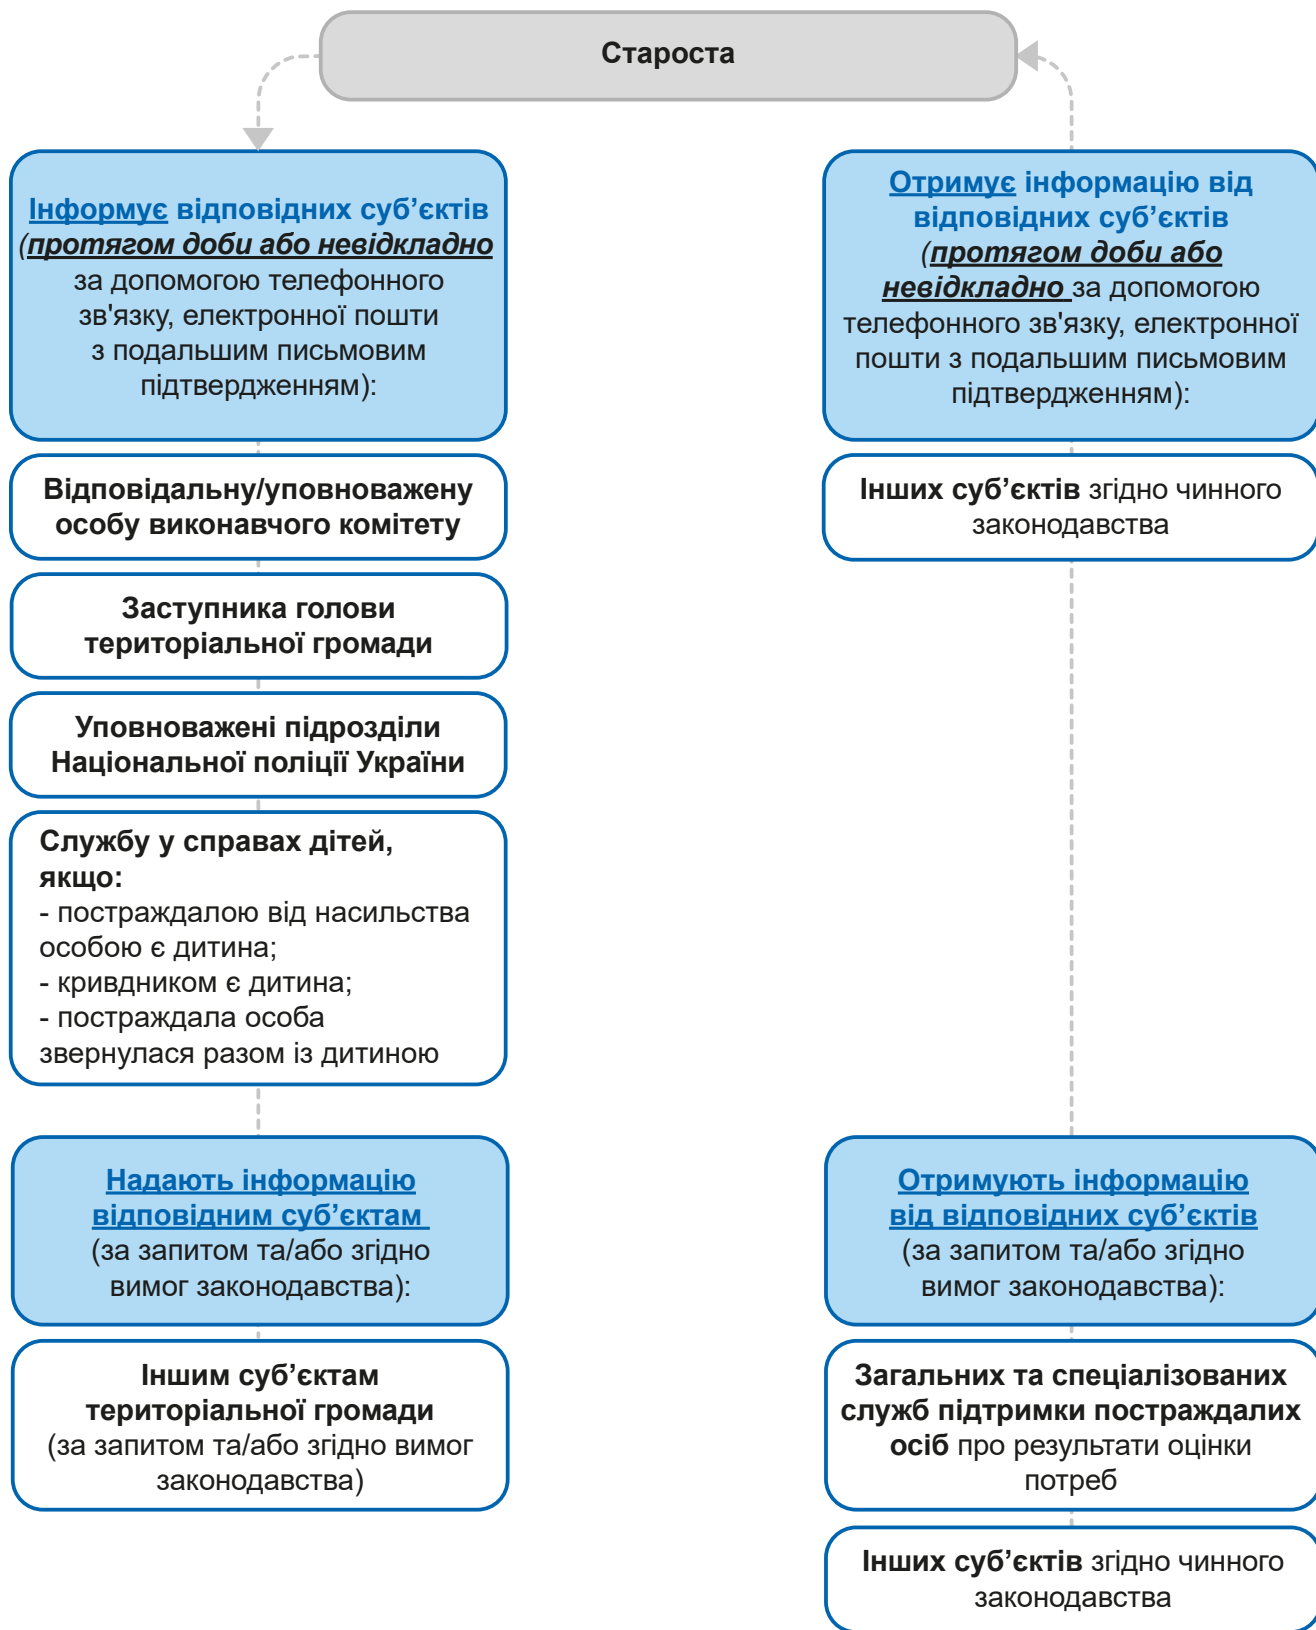 Староста
Інформує відповідних суб’єктів
(протягом доби або невідкладно
за допомогою телефонного
зв'язку, електронної пошти
з подальшим письмовим
підтвердженням):
Відповідальну/уповноважену
особу виконавчого комітету
Заступника голови
територіальної громади
Уповноважені підрозділи
Національної поліції України
Службу у справах дітей,
якщо:
- постраждалою від насильства
особою є дитина;
- кривдником є дитина;
- постраждала особа
звернулася разом із дитиною
Надають інформацію
відповідним суб’єктам
(за запитом та/або згідно
вимог законодавства):
Іншим суб’єктам
територіальної громади
(за запитом та/або згідно вимог
законодавства)
Отримує інформацію від
відповідних суб’єктів
(протягом доби або
невідкладно за допомогою
телефонного зв'язку, електронної
пошти з подальшим письмовим
підтвердженням):
Інших суб’єктів згідно чинного
законодавства
Отримують інформацію
від відповідних суб’єктів
(за запитом та/або згідно
вимог законодавства):
Загальних та спеціалізованих
служб підтримки постраждалих
осіб про результати оцінки
потреб
Інших суб’єктів згідно чинного
законодавства